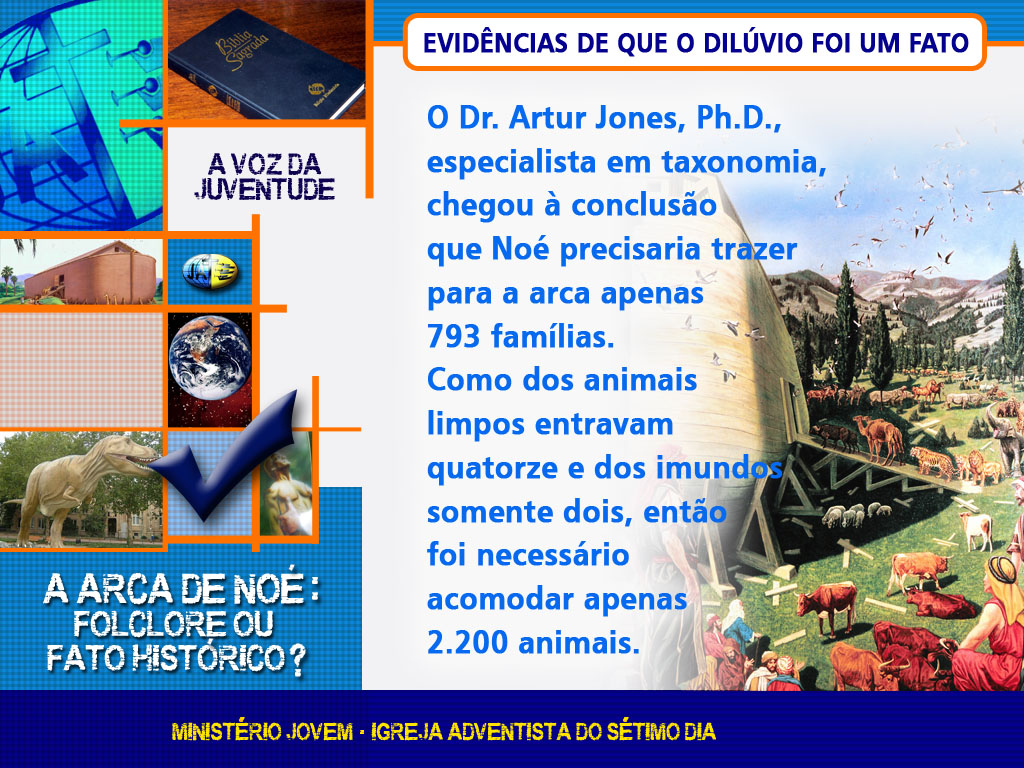 EVIDÊNCIAS DE QUE O DILÚVIO FOI UM FATO
Bíblia
Sagrada
A VOZ DA
JUVENTUDE
O Dr. Artur Jones, Ph.D.,
especialista em taxonomia,
chegou à conclusão
que Noé precisaria trazer
para a arca apenas
793 famílias.
Como dos animais
limpos entravam
quatorze e dos imundos
somente dois, então
foi necessário
acomodar apenas
2.200 animais.
A ARCA DE NOÉ:
FOLCLORE OU
FATO HISTÓRICO?
MINISTÉRIO JOVEM - IGREJA ADVENTISTA DO SÉTIMO DIA